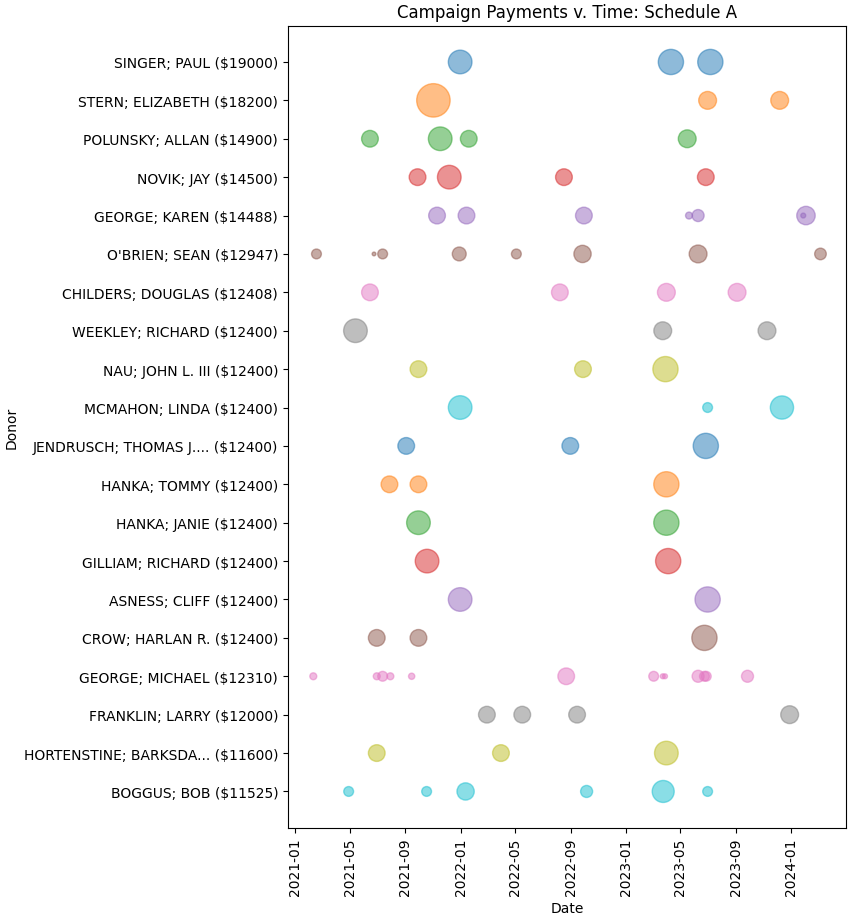 Campaign Payments v. Time: Schedule A
SINGER; PAUL ($19000)
STERN; ELIZABETH ($18200)
POLUNSKY; ALLAN ($14900)
NOVIK; JAY ($14500)
GEORGE; KAREN ($14488)
O'BRIEN; SEAN ($12947)
CHILDERS; DOUGLAS ($12408)
WEEKLEY; RICHARD ($12400)
NAU; JOHN L. III ($12400)
MCMAHON; LINDA ($12400)
JENDRUSCH; THOMAS J.... ($12400)
HANKA; TOMMY ($12400)
HANKA; JANIE ($12400)
GILLIAM; RICHARD ($12400)
ASNESS; CLIFF ($12400)
CROW; HARLAN R. ($12400)
GEORGE; MICHAEL ($12310)
FRANKLIN; LARRY ($12000)
HORTENSTINE; BARKSDA... ($11600)
BOGGUS; BOB ($11525)
Donor
2021-01
2021-05
2021-09
2022-01
2022-05
2022-09
2023-01
2023-05
2023-09
2024-01
Date